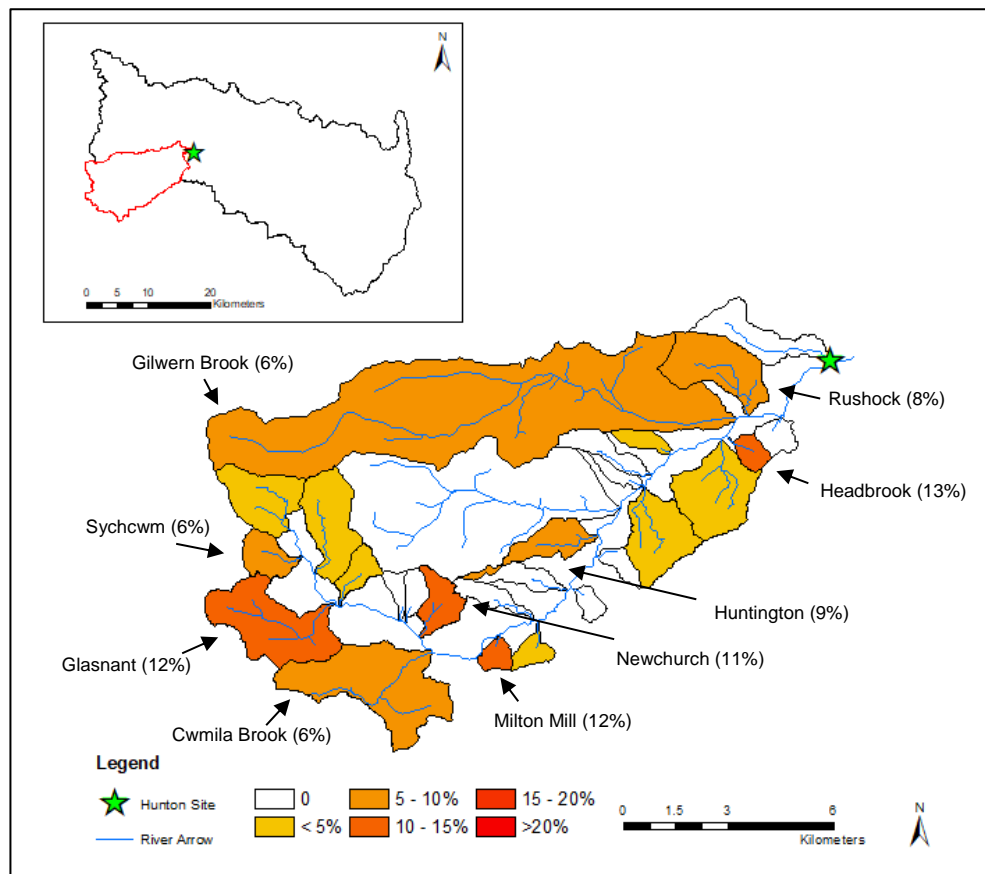 N
0 5 10 20
Kilometers
Gilwern Brook (6%)
Rushock (8%)
Headbrook (13%)
Sychcwm (6%)
Huntington (9%)
Newchurch (11%)
Glasnant (12%)
Milton Mill (12%)
Cwmila Brook (6%)
Legend
Hunton Site
River Arrow
0
5 - 10%
15 - 20%
< 5%
10 - 15%
>20%
0 1.5 3 6
Kilometers
N